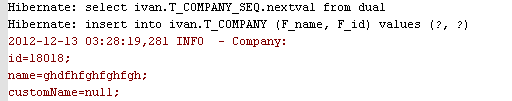 Hibernate: select ivan.T_COMPANY_SEQ.nextval from dual
Hibernate: insert into ivan.T_COMPANY (F_name, F_id) values (?, ?)
2012-12-13 03:28:19,281 INFO  - Company:
id=18018;
name=ghdfhfghfghfgh;
customName=null;